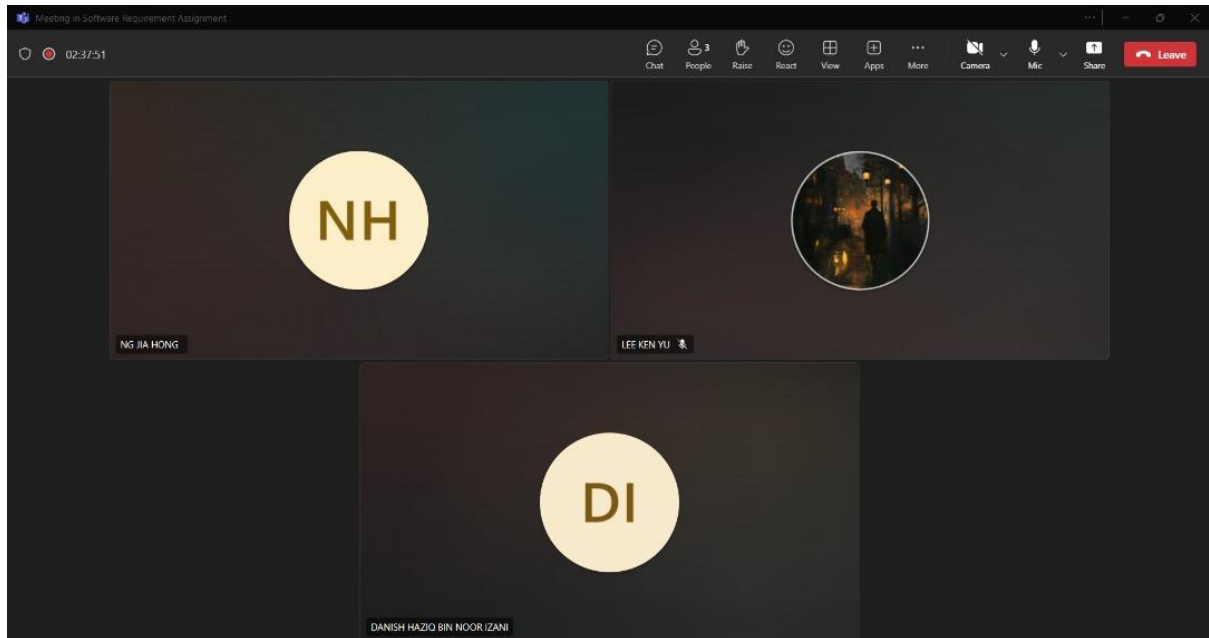 Meeting in Software Requirement Assignment
02:37:51
Chat
3
People
Raise
React
View
Apps
More
Camera
Mic
Share
Leave
NH
NG JIA HONG
LEE KEN YU
DI
DANISH HAZIQ BIN NOOR IZANI